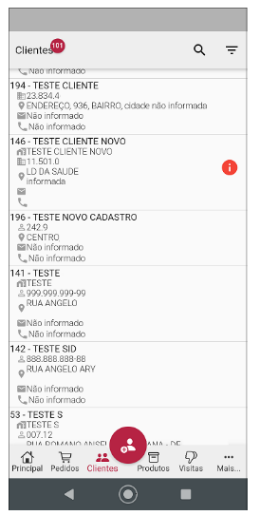 Clientes 101
Não informado
194 - TESTE CLIENTE
23.834.4
ENDEREÇO, 936, BAIRRO, cidade não informada
Não informado
Não informado
146 - TESTE CLIENTE NOVO
TESTE CLIENTE NOVO
11.501.0
LD DA SAUDE
informada
196 - TESTE NOVO CADASTRO
242.9
CENTRO
Não informado
Não informado
141 - TESTE
TESTE
999.999.999-99
RUA ANGELO
Não informado
Não informado
142 - TESTE SID
888.888.888-88
RUA ANGELO ARY
Não informado
Não informado
53 - TESTE S
TESTE S
007.12
RUA ROMANO ANSEL
Principal Pedidos Clientes Produtos Visitas Mais...